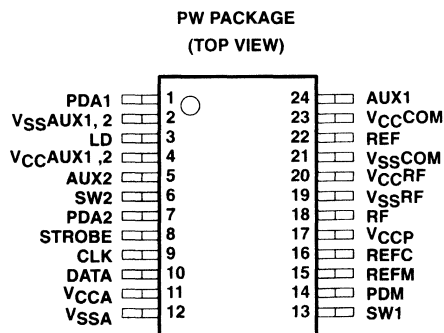 PW PACKAGE
(TOP VIEW)
PDA1 1 24 AUX1
VSSAUX1, 2 2 23 VCCCOM
LD 3 22 REF
VCCAUX1 ,2 4 21 VSSCOM
AUX2 5 20 VCCRF
SW2 6 19 VSSRF
PDA2 7 18 RF
STROBE 8 17 VCCP
CLK 9 16 REFC
DATA 10 15 REFM
VCCA 11 14 PDM
VSSA 12 13 SW1